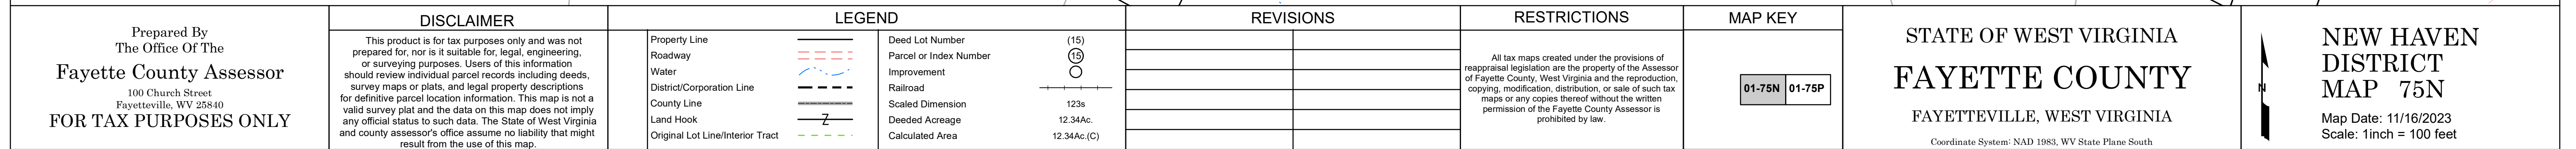 Prepared By
The Office Of The
Fayette County Assessor
100 Church Street
Fayetteville, WV 25840
FOR TAX PURPOSES ONLY
DISCLAIMER
This product is for tax purposes only and was not
prepared for, nor is it suitable for, legal, engineering,
or surveying purposes. Users of this information
should review individual parcel records including deeds,
survey maps or plats, and legal property descriptions
for definitive parcel location information. This map is not a
valid survey plat and the data on this map does not imply
any official status to such data. The State of West Virginia
and county assessor's office assume no liability that might
result from the use of this map.
LEGEND
Property Line
Roadway
Water
District/Corporation Line
County Line
Land Hook Z
Original Lot Line/Interior Tract
Deed Lot Number (15)
Parcel or Index Number 15
Improvement
Railroad
Scaled Dimension 123s
Deeded Acreage 12.34Ac.
Calculated Area 12.34Ac.(C)
REVISIONS
RESTRICTIONS
All tax maps created under the provisions of
reappraisal legislation are the property of the Assessor
of Fayette County, West Virginia and the reproduction,
copying, modification, distribution, or sale of such tax
maps or any copies thereof without the written
permission of the Fayette County Assessor is
prohibited by law.
MAP KEY
01-75N 01-75P
STATE OF WEST VIRGINIA
FAYETTE COUNTY
FAYETTEVILLE, WEST VIRGINIA
Coordinate System: NAD 1983, WV State Plane South
N
NEW HAVEN
DISTRICT
MAP 75N
Map Date: 11/16/2023
Scale: 1inch = 100 feet